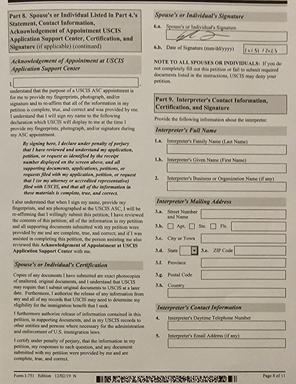 Part 8. Spouse's or Individual Listed in Part 4.'s
Statement, Contact Information,
Acknowledgement of Appointment USCIS
Application Support Center, Certification, and
Signature (if applicable) (continued)
Acknowledgement of Appointment at USCIS
Application Support Center
I,
understand that the purpose of a USCIS ASC appointment is
for me to provide my fingerprints, photograph, and/or
signature and to re-affirm that all of the information in my
petition is complete, true, and correct and was provided by me.
I understand that I will sign my name to the following
declaration which USCIS will display to me at the time I
provide my fingerprints, photograph, and/or signature during
my ASC appointment.
By signing here, I declare under penalty of perjury
that I have reviewed and understand my application,
petition, or request as identified by the receipt
number displayed on the screen above, and all
supporting documents, applications, petitions, or
requests filed with my application, petition, or request
that I (or my attorney or accredited representative)
filed with USCIS, and that all of the information in
these materials is complete, true, and correct.
I also understand that when I sign my name, provide my
fingerprints, and am photographed at the USCIS ASC, I will be
re-affirming that I willingly submit this petition; I have reviewed
the contents of this petition; all of the information in my petition
and all supporting documents submitted with my petition were
provided by me and are complete, true, and correct; and if I was
assisted in completing this petition, the person assisting me also
reviewed this Acknowledgement of Appointment at USCIS
Application Support Center with me.
Spouse's or Individual's Certification
Copies of any documents I have submitted are exact photocopies
of unaltered, original documents, and I understand that USCIS
may require that I submit original documents to USCIS at a later
date. Furthermore, I authorize the release of any information from
any and all of my records that USCIS may need to determine my
eligibility for the immigration benefit that I seek.
I furthermore authorize release of information contained in this
petition, in supporting documents, and in my USCIS records to
other entities and persons where necessary for the administration
and enforcement of U.S. immigration laws.
I certify under penalty of perjury, that the information in my
petition, my responses to each question, and any document
submitted with my petition were provided by me and are
complete, true, and correct.
Spouse's or Individual's Signature
6.a. Spouse's or Individual's Signature
6.b. Date of Signature (mm/dd/yyyy)
NOTE TO ALL SPOUSES OR INDIVIDUALS: If you do
not completely fill out this petition or fail to submit required
documents listed in the instructions, USCIS may deny your
petition.
Part 9. Interpreter's Contact Information,
Certification, and Signature
Provide the following information about the interpreter.
Interpreter's Full Name
1.a. Interpreter's Family Name (Last Name)
1.b. Interpreter's Given Name (First Name)
2. Interpreter's Business or Organization Name (if any)
Interpreter's Mailing Address
3.a. Street Number
and Name
3.b. Apt. Ste. Flr.
3.c. City or Town
3.d. State 3.e. ZIP Code
3.f. Province
3.g. Postal Code
3.h. Country
Interpreter's Contact Information
4. Interpreter's Daytime Telephone Number
5. Interpreter's Email Address (if any)
Form I-751 Edition 12/02/19 N
Page 8 of 11